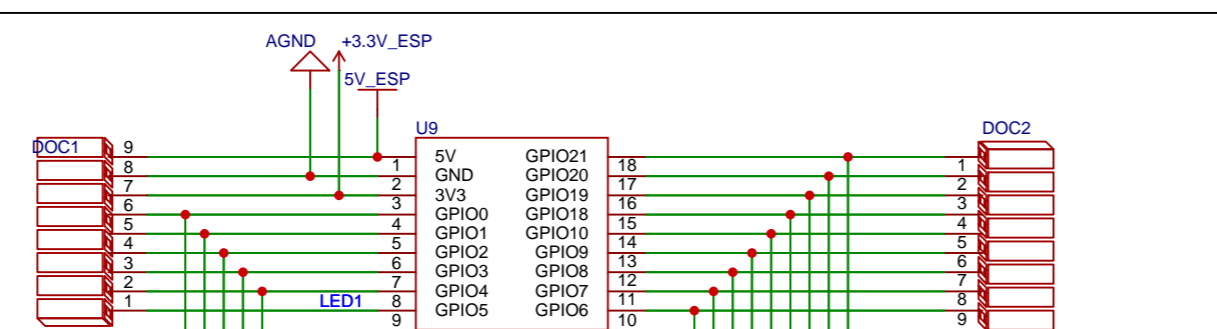 AGND +3.3V_ESP
5V_ESP
U9 DOC2
DOC1 9 5V GPIO21
8 1 GND GPIO20 18 1
7 2 3V3 GPIO19 17 2
6 3 GPIO0 GPIO18 16 3
5 4 GPIO1 GPIO10 15 4
4 5 GPIO2 GPIO9 14 5
3 6 GPIO3 GPIO8 13 6
2 7 GPIO4 GPIO7 12 7
1 LED1 8 GPIO5 GPIO6 11 8
9 10 9